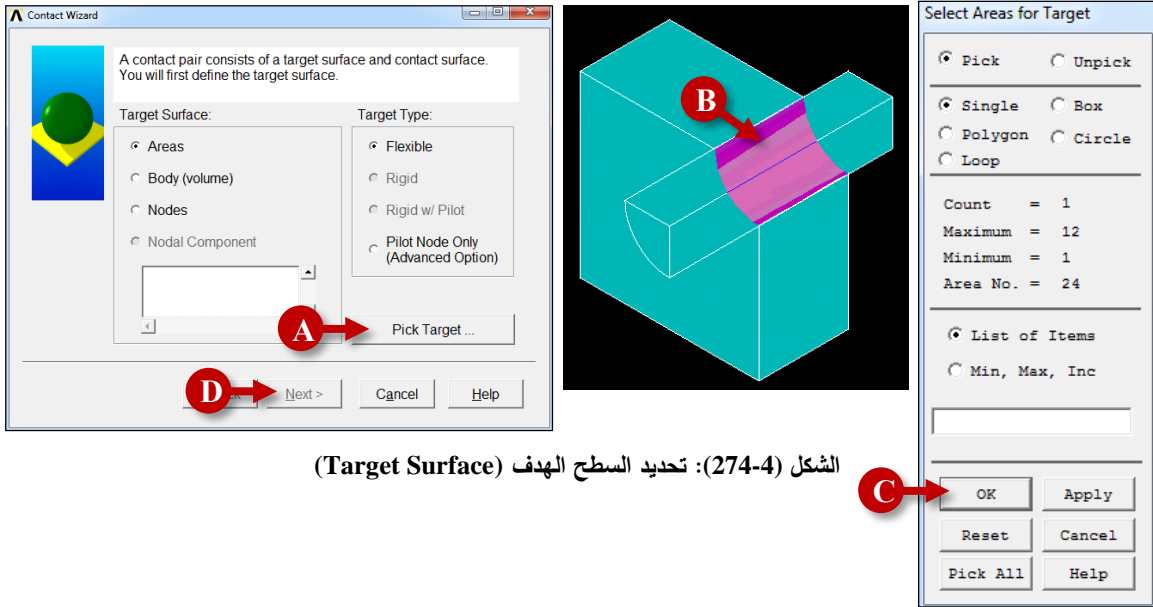 Contact Wizard
A contact pair consists of a target surface and contact surface.
You will first define the target surface.
Target Surface:
Areas
Body (volume)
Nodes
Nodal Component
Target Type:
Flexible
Rigid
Rigid w/ Pilot
Pilot Node Only
(Advanced Option)
A
Pick Target ...
D
Next >
Cancel
Help
B
Select Areas for Target
Pick Unpick
Single Box
Polygon Circle
Loop
Count = 1
Maximum = 12
Minimum = 1
Area No. = 24
List of Items
Min, Max, Inc
C
OK Apply
Reset Cancel
Pick All Help
الشكل (4-274): تحديد السطح الهدف (Target Surface)